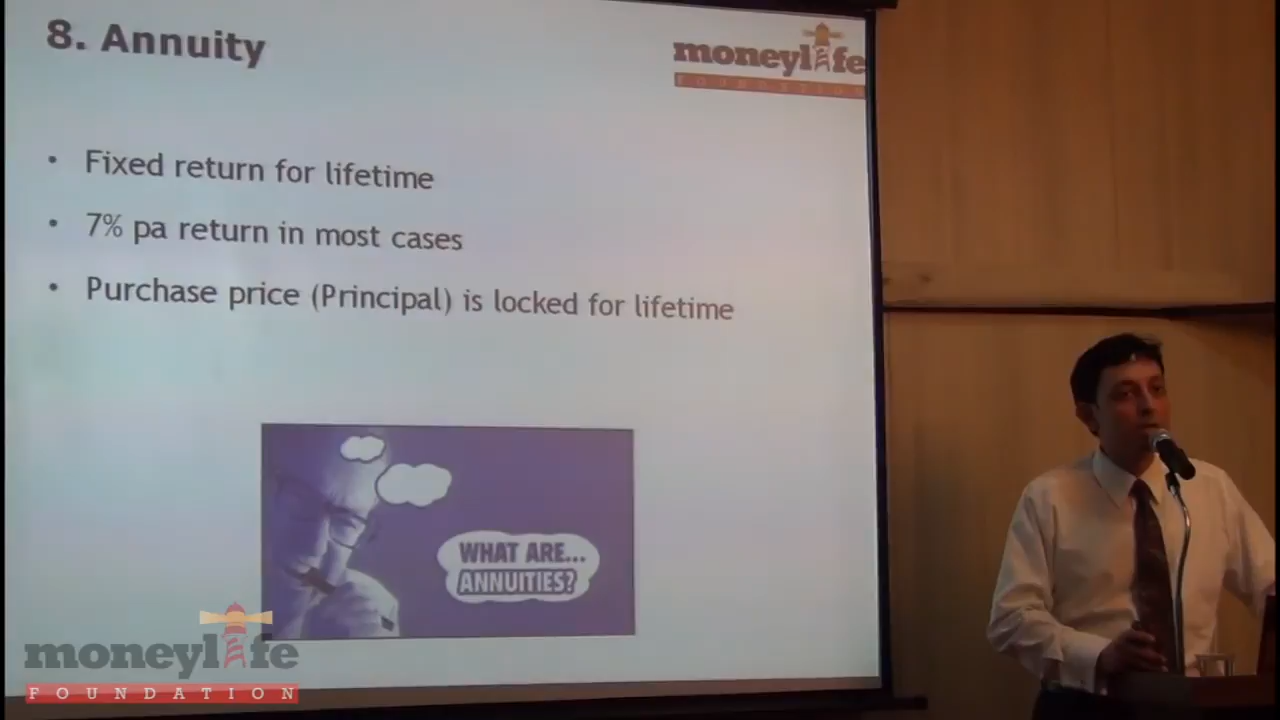 8. Annuity
moneylife
FOUNDATION
• Fixed return for lifetime
• 7% pa return in most cases
• Purchase price (Principal) is locked for lifetime
WHAT ARE...
ANNUITIES?
moneylife
FOUNDATION